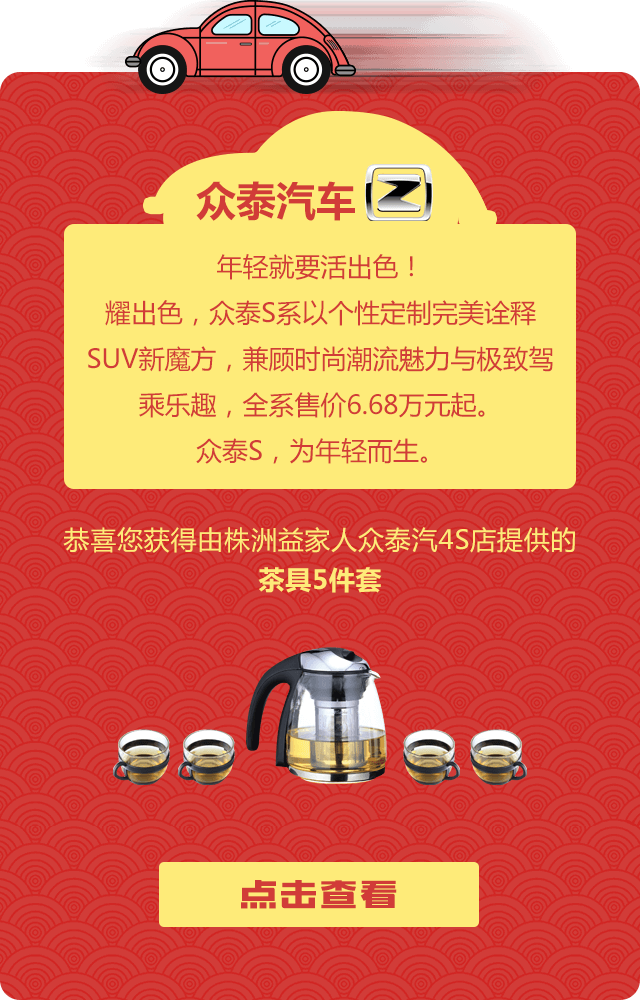 众泰汽车
年轻就要活出色！
耀出色，众泰S系以个性定制完美诠释
SUV新魔方，兼顾时尚潮流魅力与极致驾
乘乐趣，全系售价6.68万元起。
众泰S，为年轻而生。
恭喜您获得由株洲益家人众泰汽4S店提供的
茶具5件套
点击查看